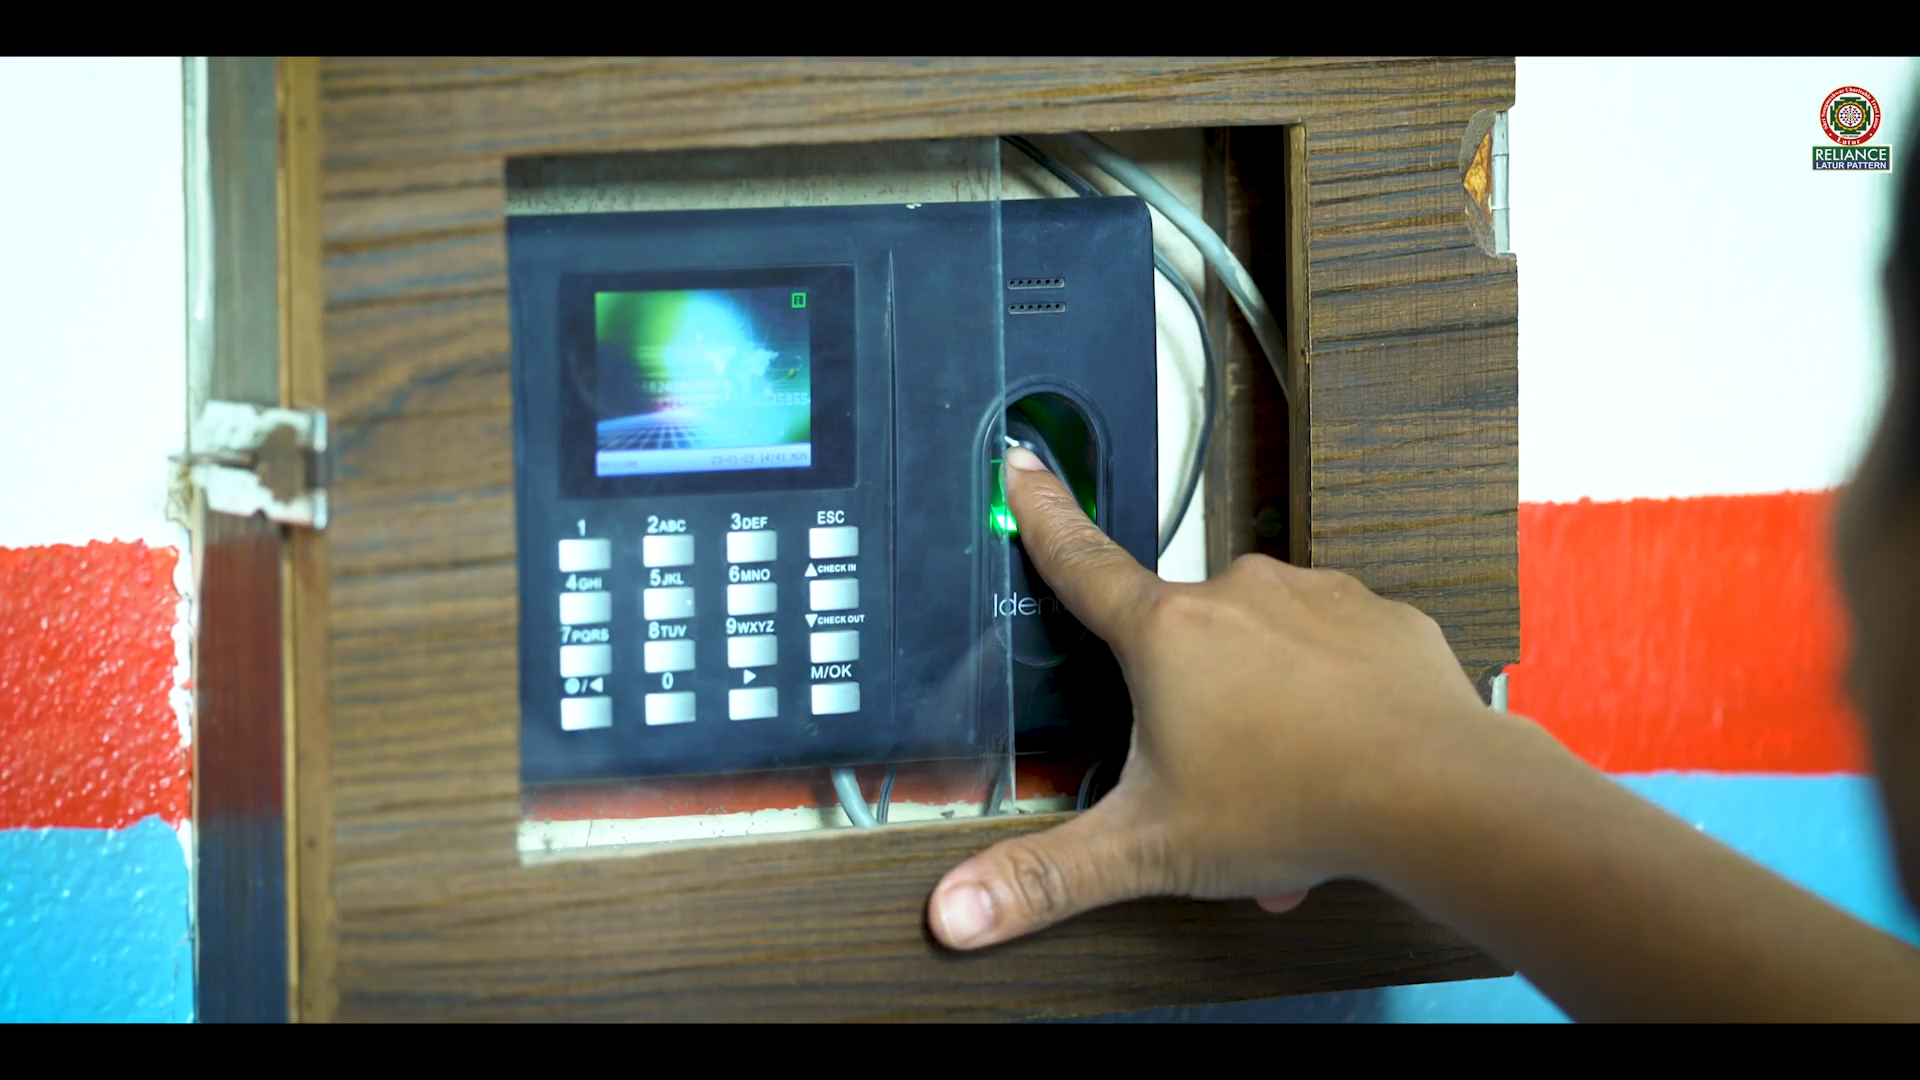 RELIANCE
LATUR PATTERN
1
2ABC
3DEF
ESC
4GHI
5JKL
6MNO
▲CHECK IN
7PQRS
8TUV
9WXYZ
▼CHECK OUT
●/◀
0
▶
M/OK
Iden